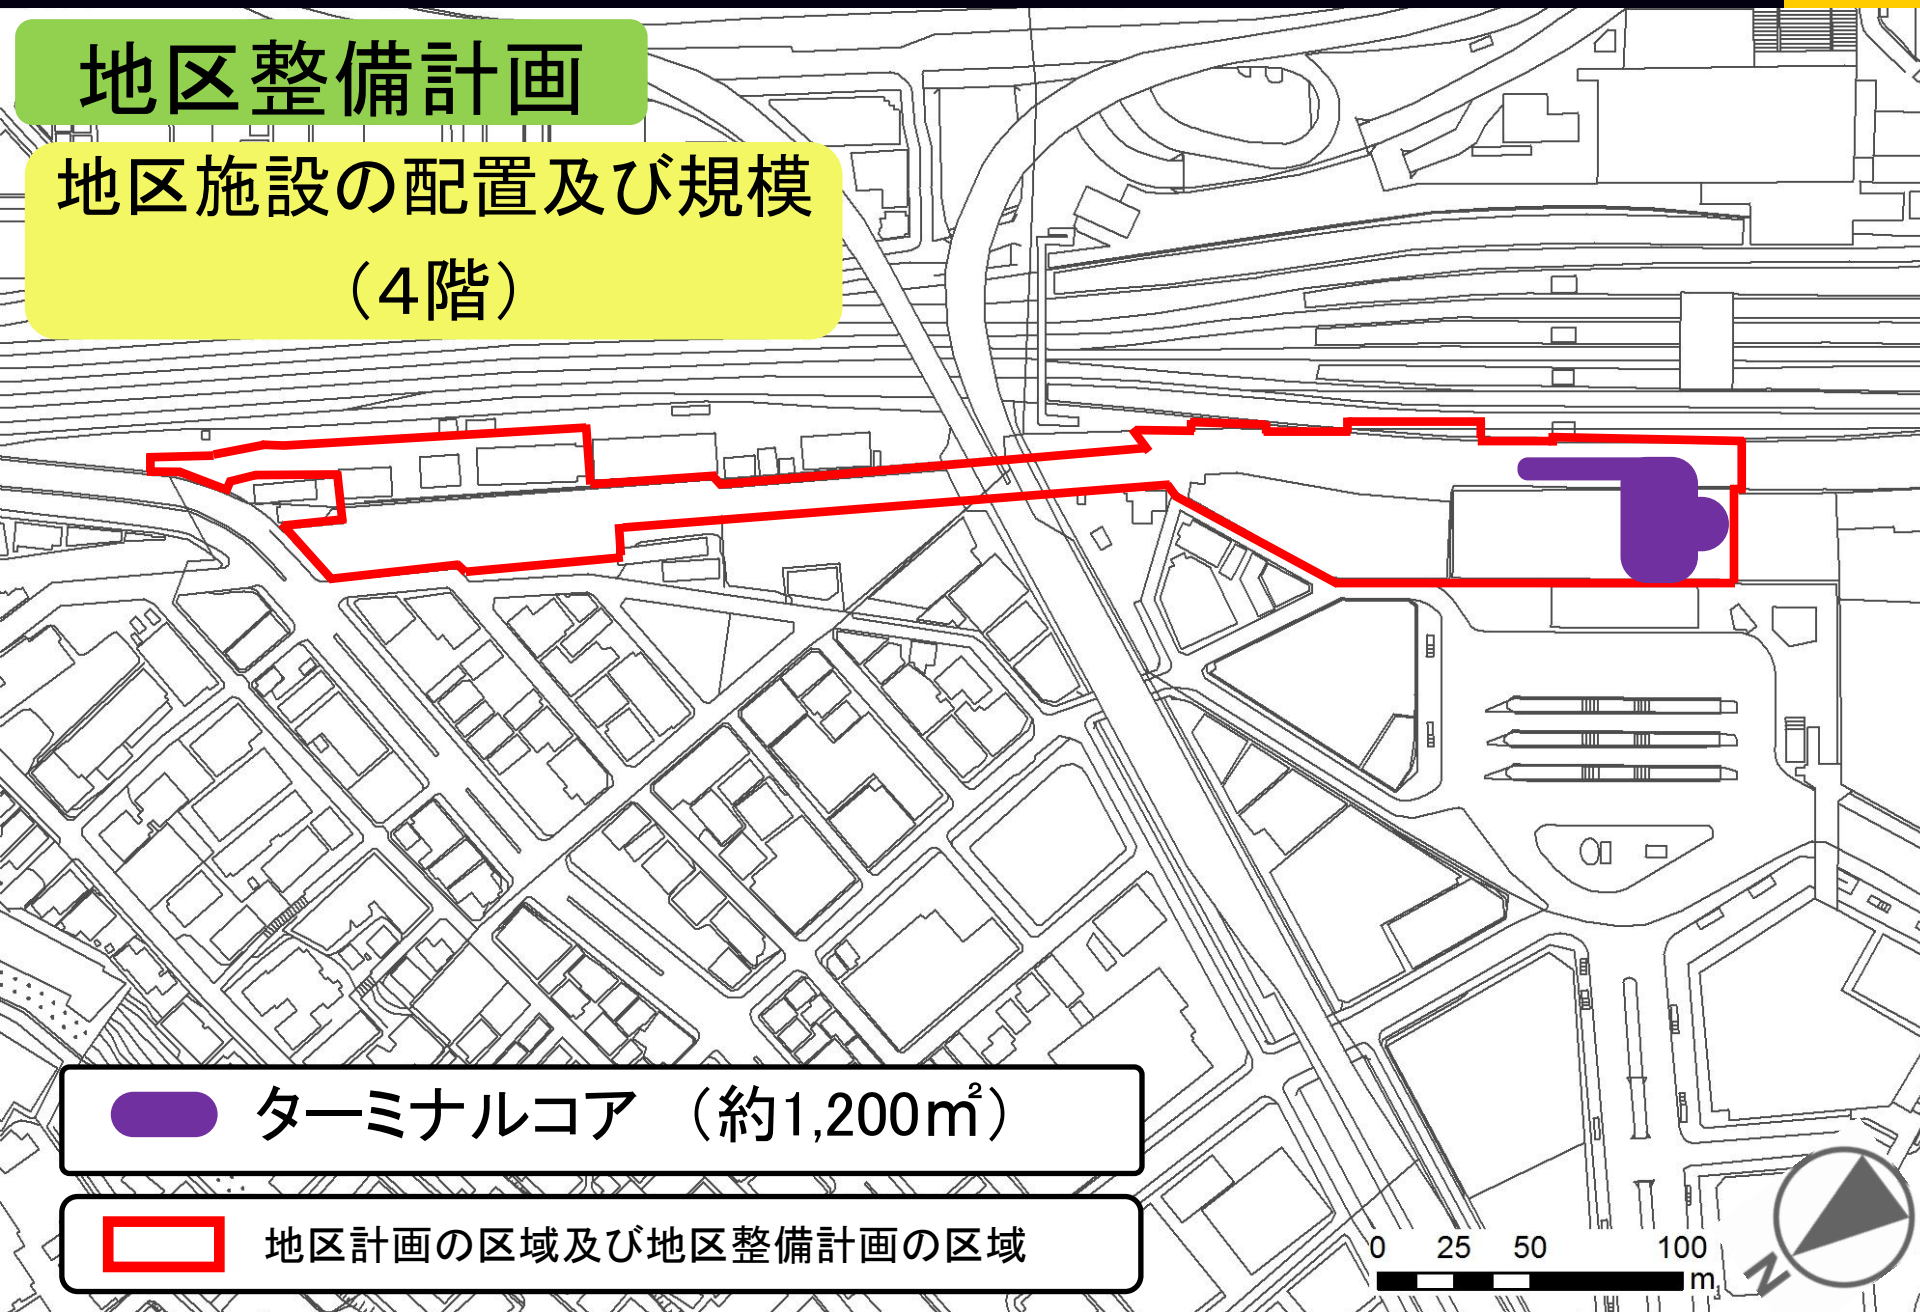 地区整備計画
地区施設の配置及び規模
（4階）
ターミナルコア （約1,200㎡）
地区計画の区域及び地区整備計画の区域
0 25 50 100
m
N